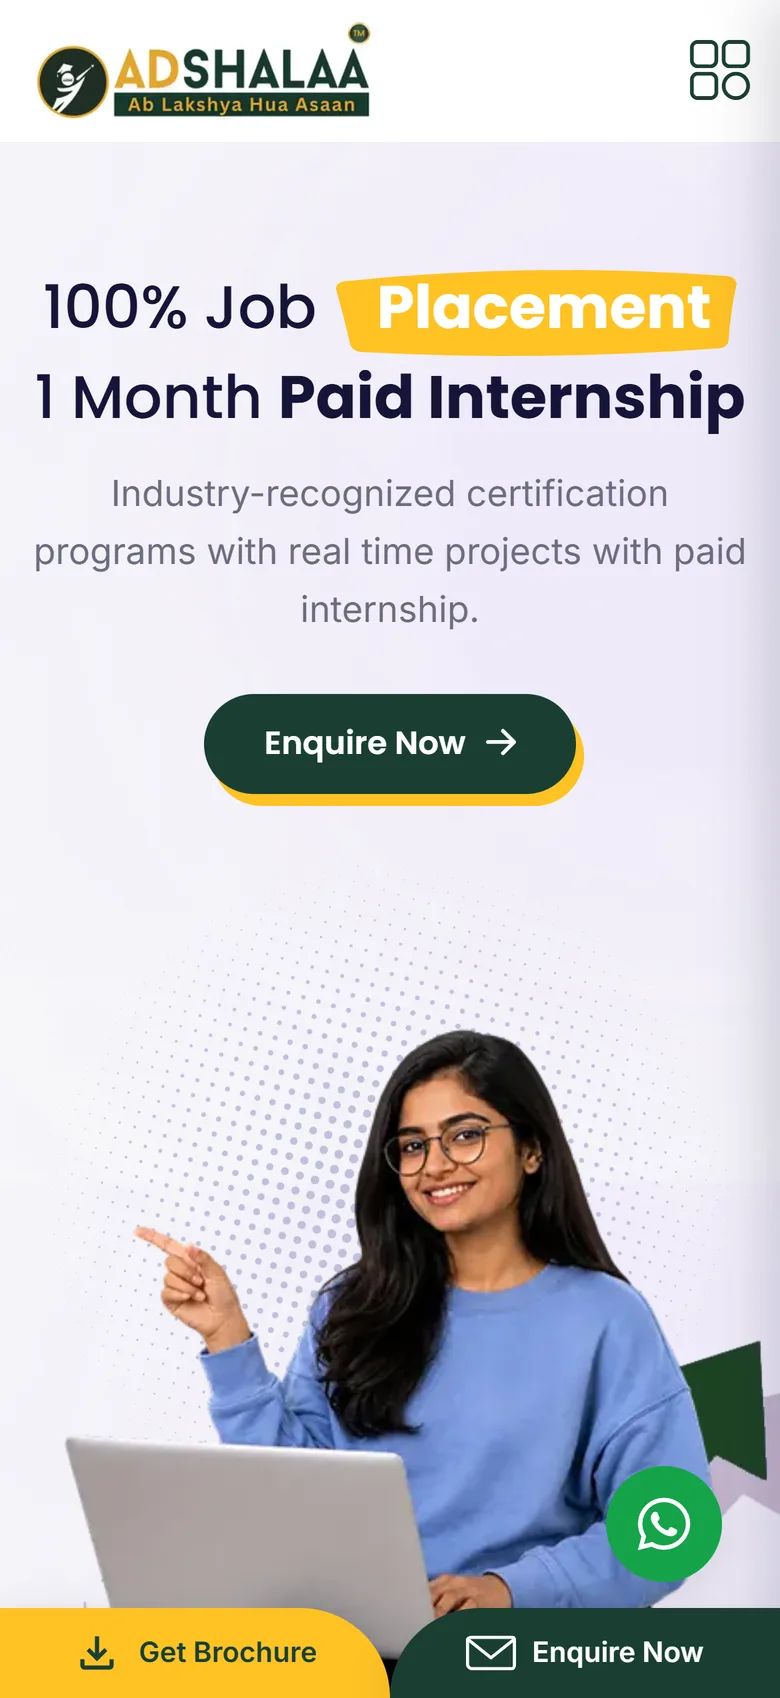 ADSHALAA
TM
Ab Lakshya Hua Asaan
100% Job Placement
1 Month Paid Internship
Industry-recognized certification
programs with real time projects with paid
internship.
Enquire Now
Get Brochure
Enquire Now